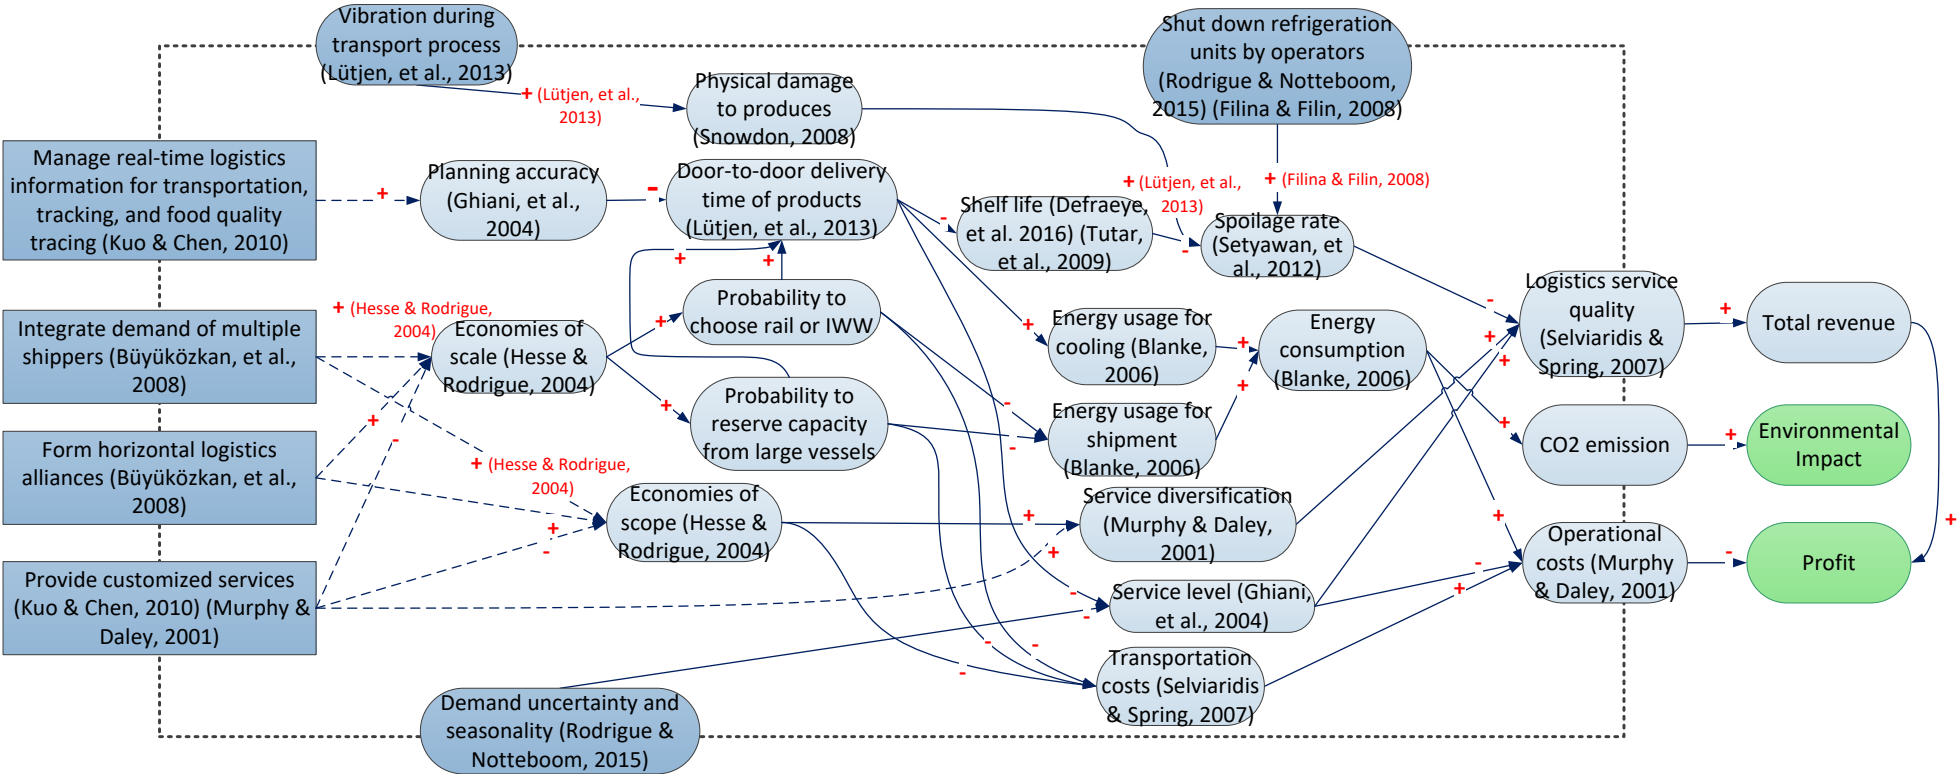 Vibration during
transport process
(Lütjen, et al., 2013)
Shut down refrigeration
units by operators
(Rodrigue & Notteboom,
2015) (Filina & Filin, 2008)
+ (Lütjen, et al.,
2013)
Physical damage
to produces
(Snowdon, 2008)
Manage real-time logistics
information for transportation,
tracking, and food quality
tracing (Kuo & Chen, 2010)
+
Planning accuracy
(Ghiani, et al.,
2004)
-
Door-to-door delivery
time of products
(Lütjen, et al., 2013)
+ (Lütjen, et al.,
2013)
+ (Filina & Filin, 2008)
-
Shelf life (Defraeye,
et al. 2016) (Tutar,
et al., 2009)
-
Spoilage rate
(Setyawan, et
al., 2012)
+
+
Integrate demand of multiple
shippers (Büyüközkan, et al.,
2008)
+ (Hesse & Rodrigue,
2004)
Economies of
scale (Hesse &
Rodrigue, 2004)
+
Probability to
choose rail or IWW
+
Energy usage for
cooling (Blanke,
2006)
+
Energy
consumption
(Blanke, 2006)
-
+
+
Logistics service
quality
(Selviaridis &
Spring, 2007)
+
Total revenue
+
-
+
Probability to
reserve capacity
from large vessels
-
-
Energy usage for
shipment
(Blanke, 2006)
+
+
CO2 emission
+
Environmental
Impact
Form horizontal logistics
alliances (Büyüközkan, et al.,
2008)
+ (Hesse & Rodrigue,
2004)
Economies of
scope (Hesse &
Rodrigue, 2004)
+
-
+
Service diversification
(Murphy & Daley,
2001)
+
+
Operational
costs (Murphy
& Daley, 2001)
-
Profit
+
Provide customized services
(Kuo & Chen, 2010) (Murphy &
Daley, 2001)
-
-
Service level (Ghiani,
et al., 2004)
-
+
-
-
-
Transportation
costs (Selviaridis
& Spring, 2007)
Demand uncertainty and
seasonality (Rodrigue &
Notteboom, 2015)